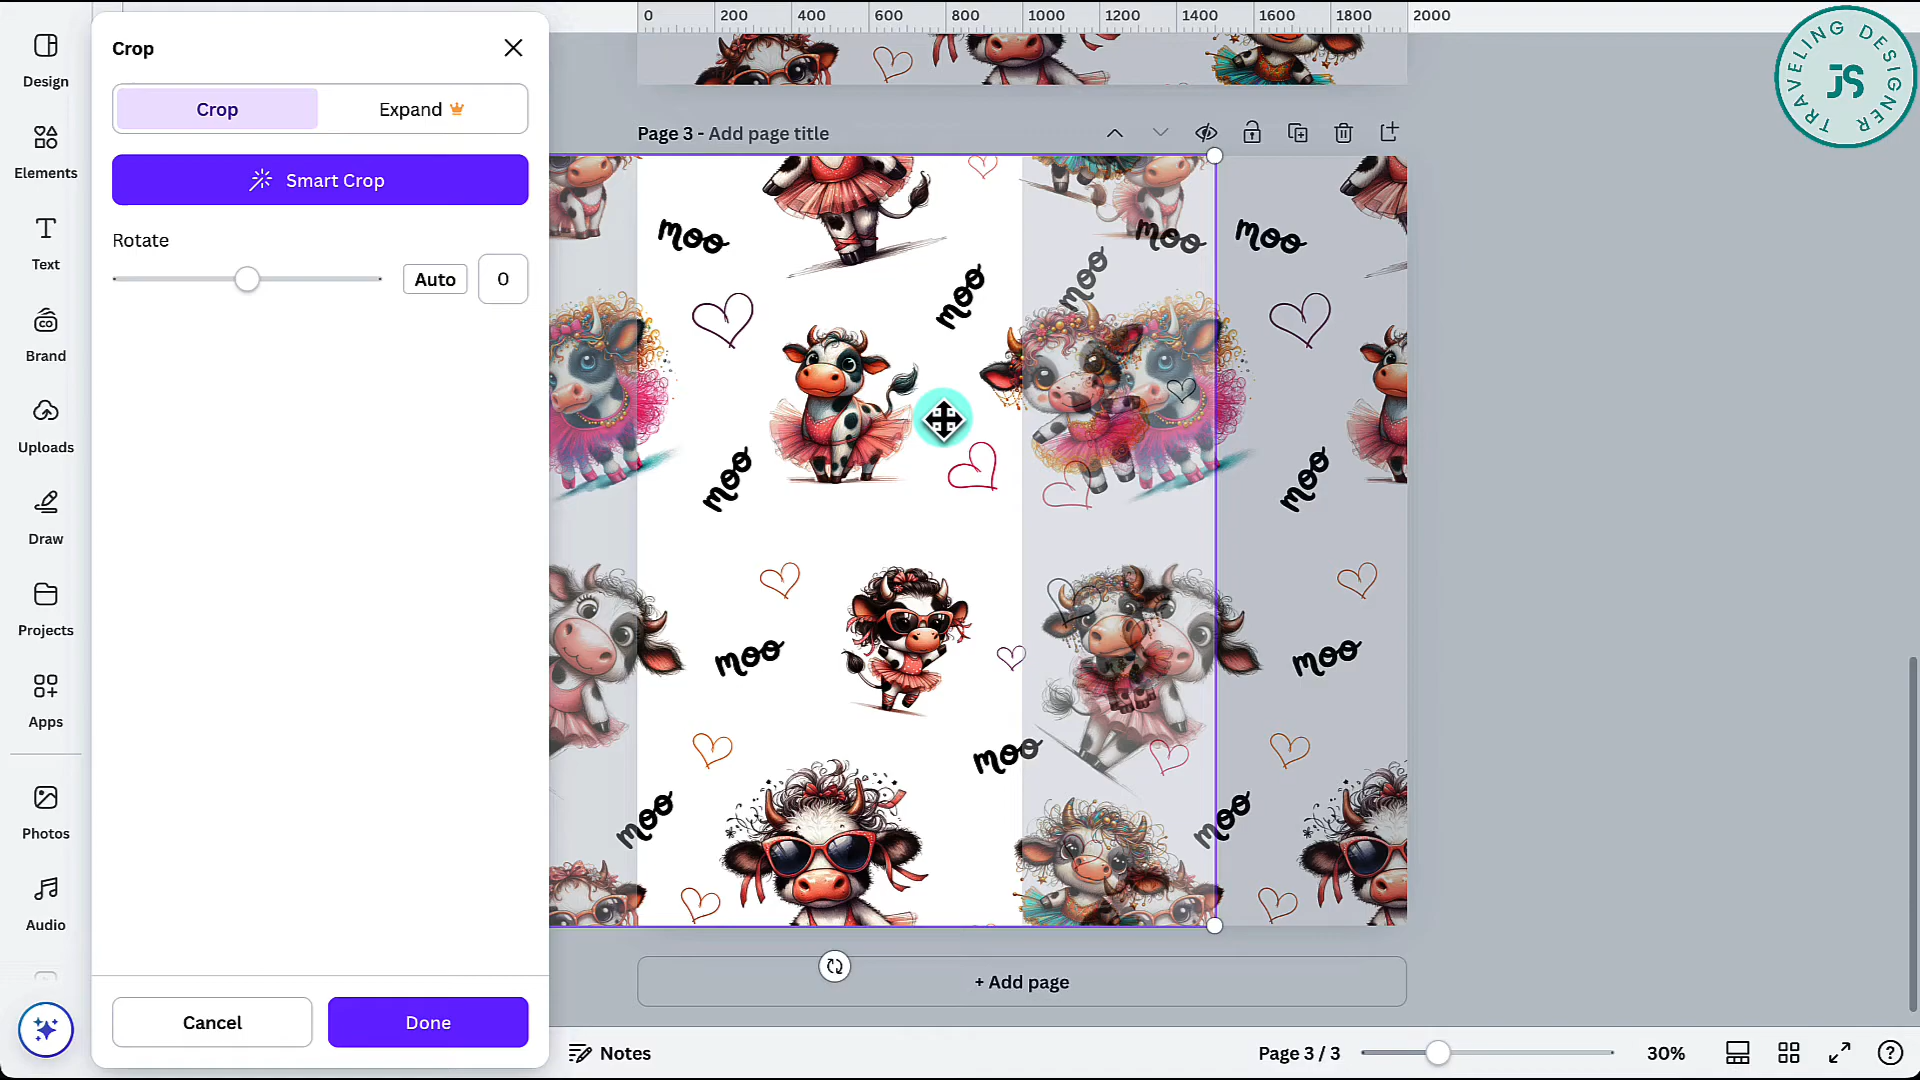 0 200 400 600 800 1000 1200 1400 1600 1800 2000
TRAVELING DESIGNER
JS
Design
Elements
Text
Brand
co
Uploads
Draw
Projects
Apps
Photos
Audio
Crop
Crop
Expand
Smart Crop
Rotate
Auto
0
Cancel
Done
Page 3 - Add page title
moo
moo
moo
moo
moo
moo
moo
moo
moo
moo
moo
moo
+ Add page
Notes
Page 3 / 3
30%
?